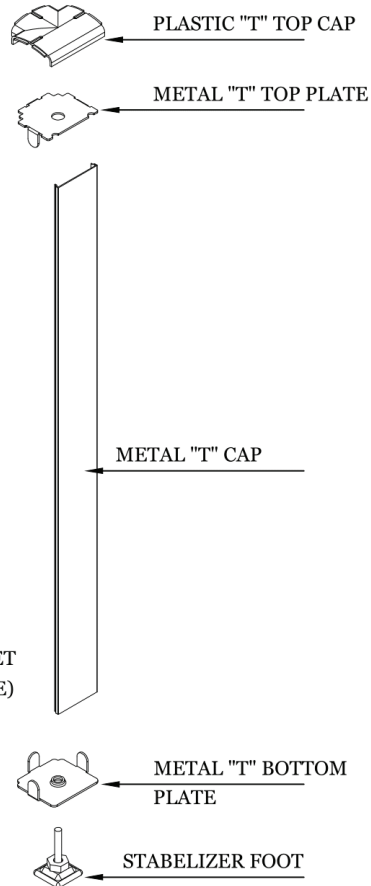 PLASTIC "T" TOP CAP
METAL "T" TOP PLATE
METAL "T" CAP
METAL "T" BOTTOM
PLATE
STABELIZER FOOT